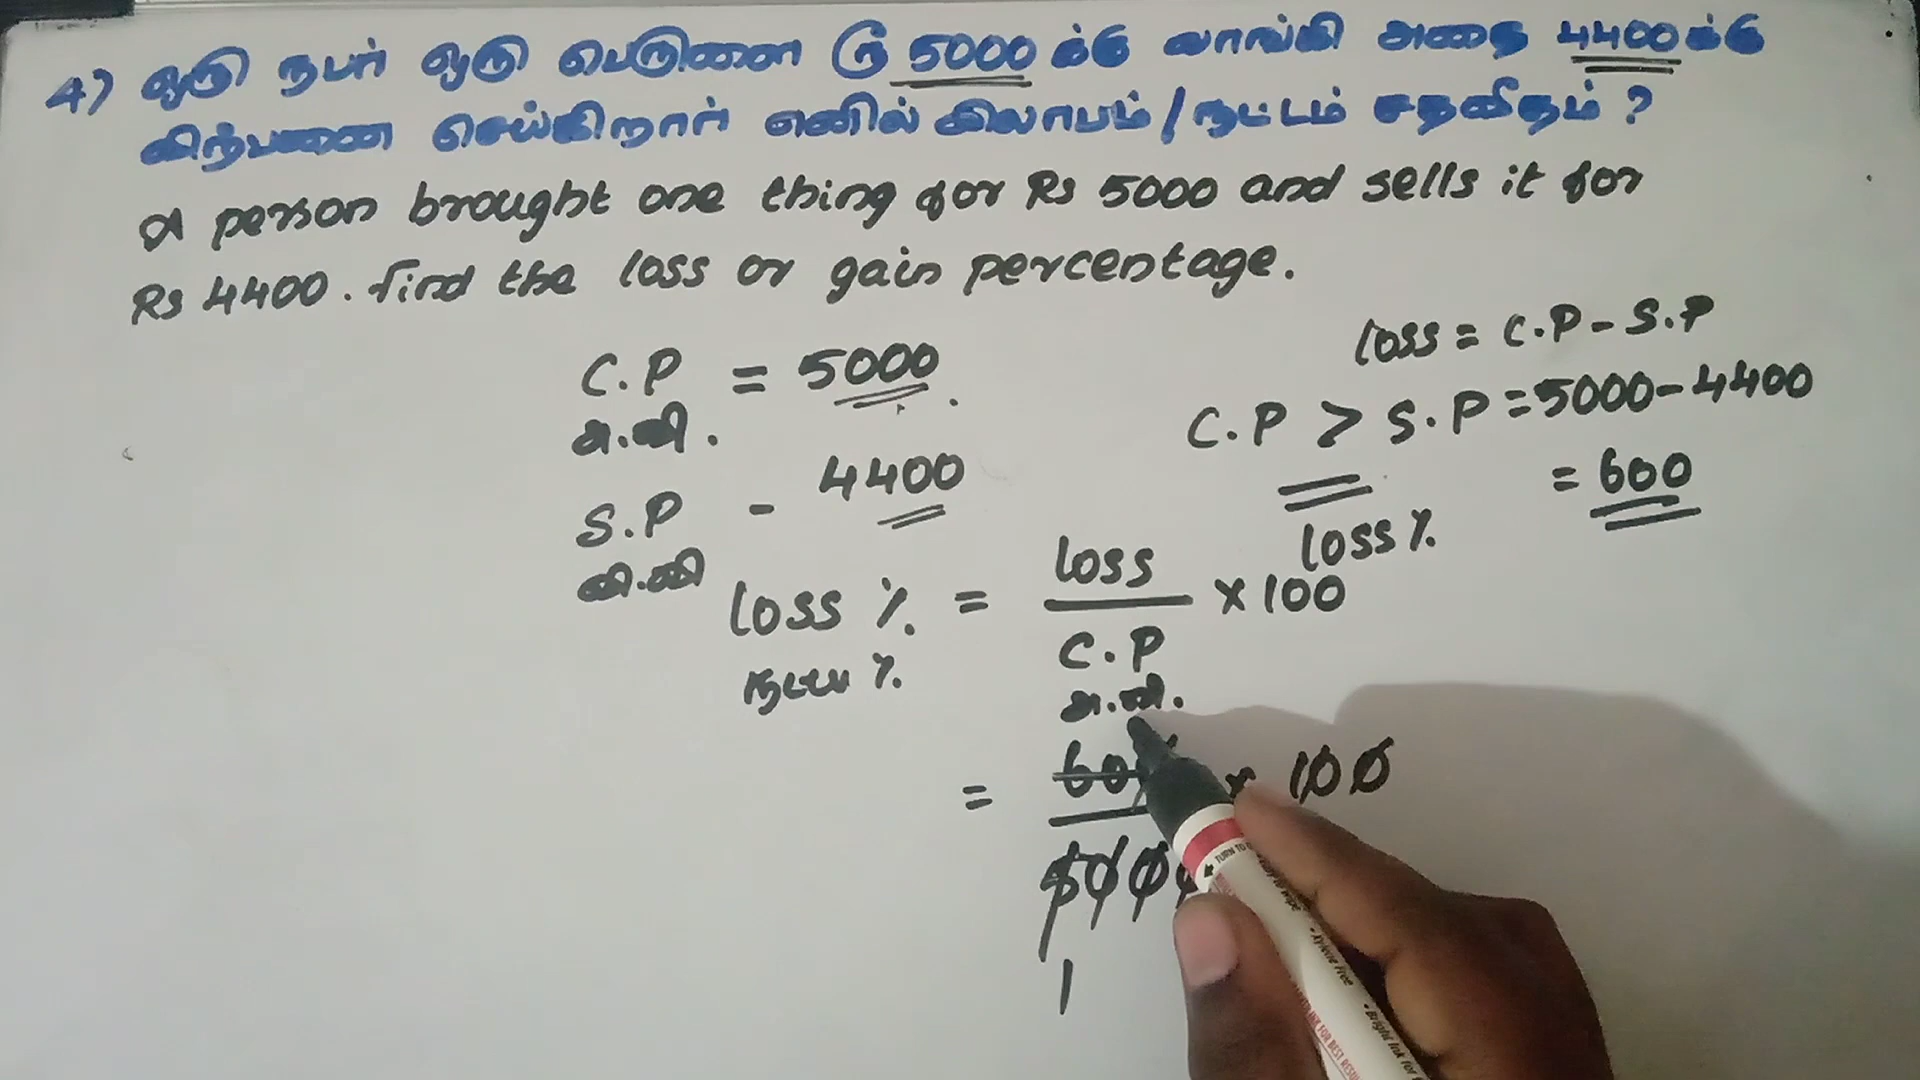 4) ஒரு நபர் ஒரு பொருளை ரூ 5000 க்கு வாங்கி அதை 4400க்கு
விற்பனை செய்கிறார் எனில் இலாபம் / நட்டம் சதவீதம் ?
A person brought one thing for Rs 5000 and sells it for
Rs 4400. find the loss or gain percentage.
C.P = 5000
அ.வி.
S.P - 4400
வி.வி
loss = C.P - S.P
C.P > S.P = 5000 - 4400
= 600
loss %
loss % = loss / C.P × 100
நட்ட %
அ.வி.
= 600 / 5000 × 100
1